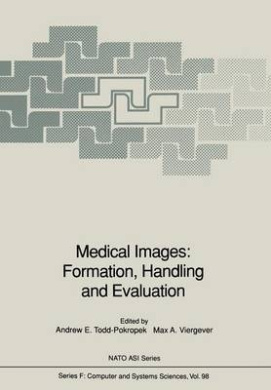 Medical Images:
Formation, Handling
and Evaluation
Edited by
Andrew E. Todd-Pokropek Max A. Viergever
NATO ASI Series
Series F: Computer and Systems Sciences, Vol. 98